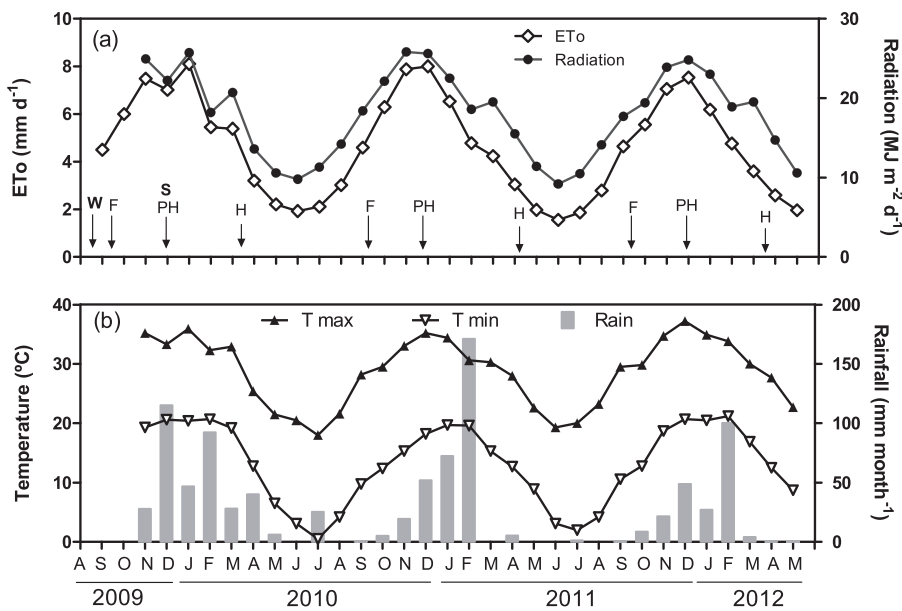 (a)
ETo
Radiation
ETo (mm d-1)
Radiation (MJ m-2 d-1)
10
8
6
4
2
0
30
20
10
0
W F S PH H F PH H F PH H
(b)
T max T min Rain
Temperature (ºC)
Rainfall (mm month-1)
40
30
20
10
0
200
150
100
50
0
A S O N D J F M A M J J A S O N D J F M A M J J A S O N D J F M A M
2009 2010 2011 2012